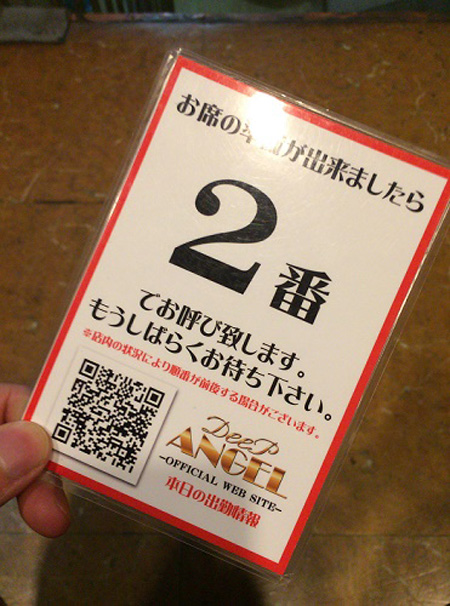 お席の準備が出来ましたら
2番
でお呼び致します。
もうしばらくお待ち下さい。
※店内の状況により順番が前後する場合がございます。
DeeP
ANGEL
-OFFICIAL WEB SITE-
本日の出勤情報